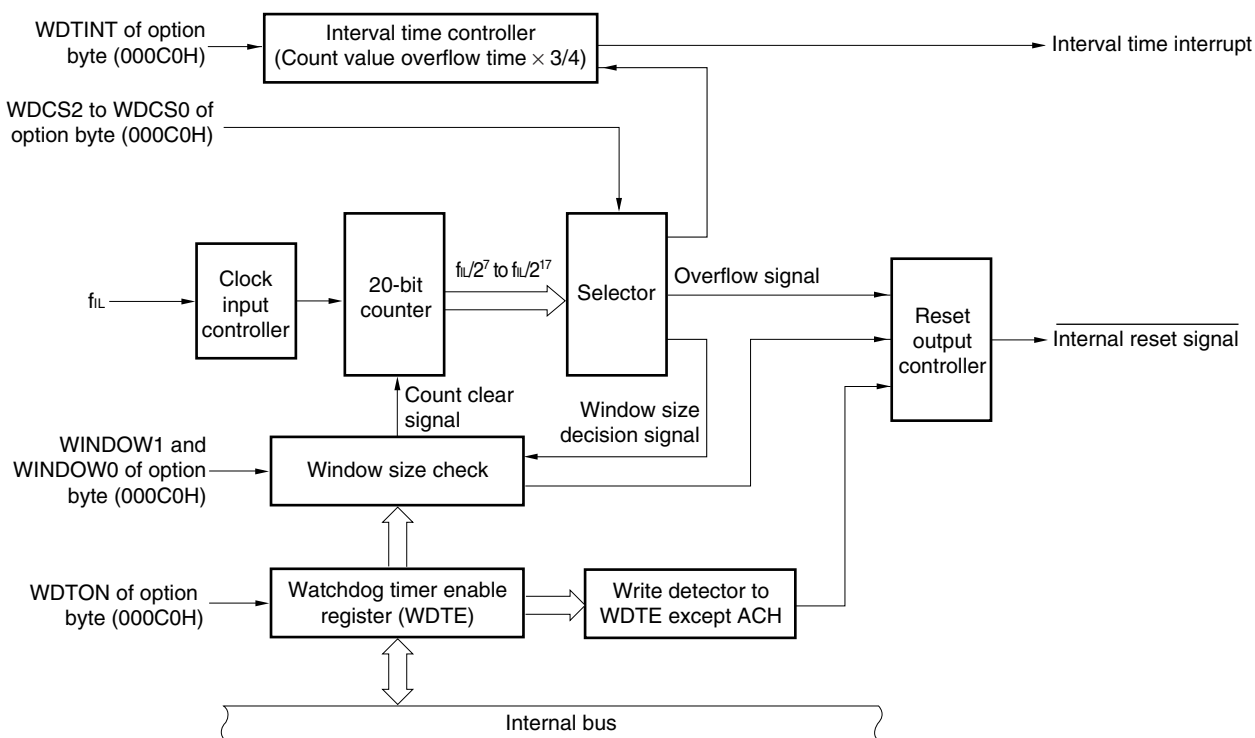 WDTINT of option
byte (000C0H)
Interval time controller
(Count value overflow time × 3/4)
Interval time interrupt
WDCS2 to WDCS0 of
option byte (000C0H)
fIL
Clock
input
controller
20-bit
counter
fIL/2⁷ to fIL/2¹⁷
Selector
Overflow signal
Reset
output
controller
Internal reset signal
Count clear
signal
Window size
decision signal
WINDOW1 and
WINDOW0 of option
byte (000C0H)
Window size check
WDTON of option
byte (000C0H)
Watchdog timer enable
register (WDTE)
Write detector to
WDTE except ACH
Internal bus